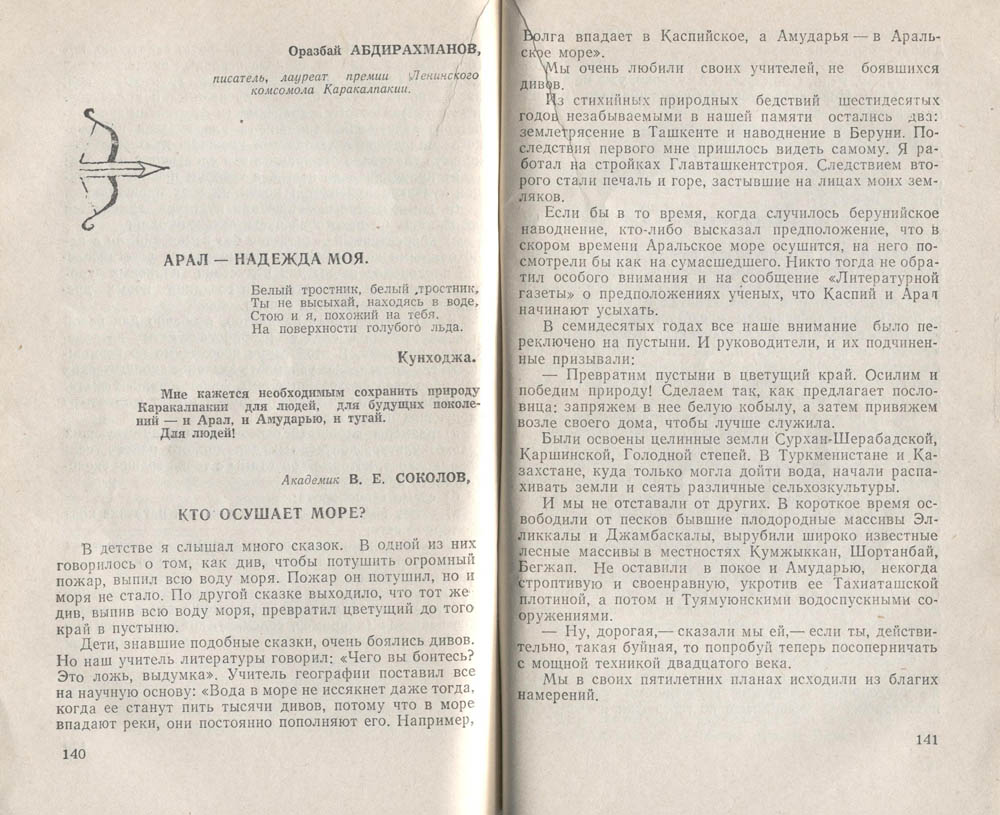 Оразбай АБДИРАХМАНОВ,
писатель, лауреат премии Ленинского
комсомола Каракалпакии.
АРАЛ — НАДЕЖДА МОЯ.
Белый тростник, белый тростник,
Ты не высыхай, находясь в воде,
Стою и я, похожий на тебя.
На поверхности голубого льда.
Кунходжа.
Мне кажется необходимым сохранить природу
Каракалпакии для людей, для будущих поколе-
ний — и Арал, и Амударью, и тугай.
Для людей!
Академик В. Е. СОКОЛОВ,
КТО ОСУШАЕТ МОРЕ?
В детстве я слышал много сказок. В одной из них
говорилось о том, как див, чтобы потушить огромный
пожар, выпил всю воду моря. Пожар он потушил, но и
моря не стало. По другой сказке выходило, что тот же
див, выпив всю воду моря, превратил цветущий до того
край в пустыню.
Дети, знавшие подобные сказки, очень боялись дивов.
Но наш учитель литературы говорил: «Чего вы боитесь?
Это ложь, выдумка». Учитель географии поставил все
на научную основу: «Вода в море не иссякнет даже тогда,
когда ее станут пить тысячи дивов, потому что в море
впадают реки, они постоянно пополняют его. Например,
140
Волга впадает в Каспийское, а Амударья — в Араль-
ское море».
Мы очень любили своих учителей, не боявшихся
дивов.
Из стихийных природных бедствий шестидесятых
годов незабываемыми в нашей памяти остались два:
землетрясение в Ташкенте и наводнение в Беруни. По-
следствия первого мне пришлось видеть самому. Я ра-
ботал на стройках Главташкентстроя. Следствием вто-
рого стали печаль и горе, застывшие на лицах моих зем-
ляков.
Если бы в то время, когда случилось берунийское
наводнение, кто-либо высказал предположение, что в
скором времени Аральское море осушится, на него по-
смотрели бы как на сумасшедшего. Никто тогда не обра-
тил особого внимания и на сообщение «Литературной
газеты» о предположениях ученых, что Каспий и Арал
начинают усыхать.
В семидесятых годах все наше внимание было пе-
реключено на пустыни. И руководители, и их подчинен-
ные призывали:
— Превратим пустыни в цветущий край. Осилим и
победим природу! Сделаем так, как предлагает посло-
вица: запряжем в нее белую кобылу, а затем привяжем
возле своего дома, чтобы лучше служила.
Были освоены целинные земли Сурхан-Шерабадской,
Каршинской, Голодной степей. В Туркменистане и Ка-
захстане, куда только могла дойти вода, начали распа-
хивать земли и сеять различные сельхозкультуры.
И мы не отставали от других. В короткое время ос-
вободили от песков бывшие плодородные массивы Эл-
ликкалы и Джамбаскалы, вырубили широко известные
лесные массивы в местностях Кумжыккан, Шортанбай,
Бегжап. Не оставили в покое и Амударью, некогда
строптивую и своенравную, укротив ее Тахиаташской
плотиной, а потом и Туямуюнскими водоспускными со-
оружениями.
— Ну, дорогая,— сказали мы ей,— если ты, действи-
тельно, такая буйная, то попробуй теперь посоперничать
с мощной техникой двадцатого века.
Мы в своих пятилетних планах исходили из благих
намерений.
141